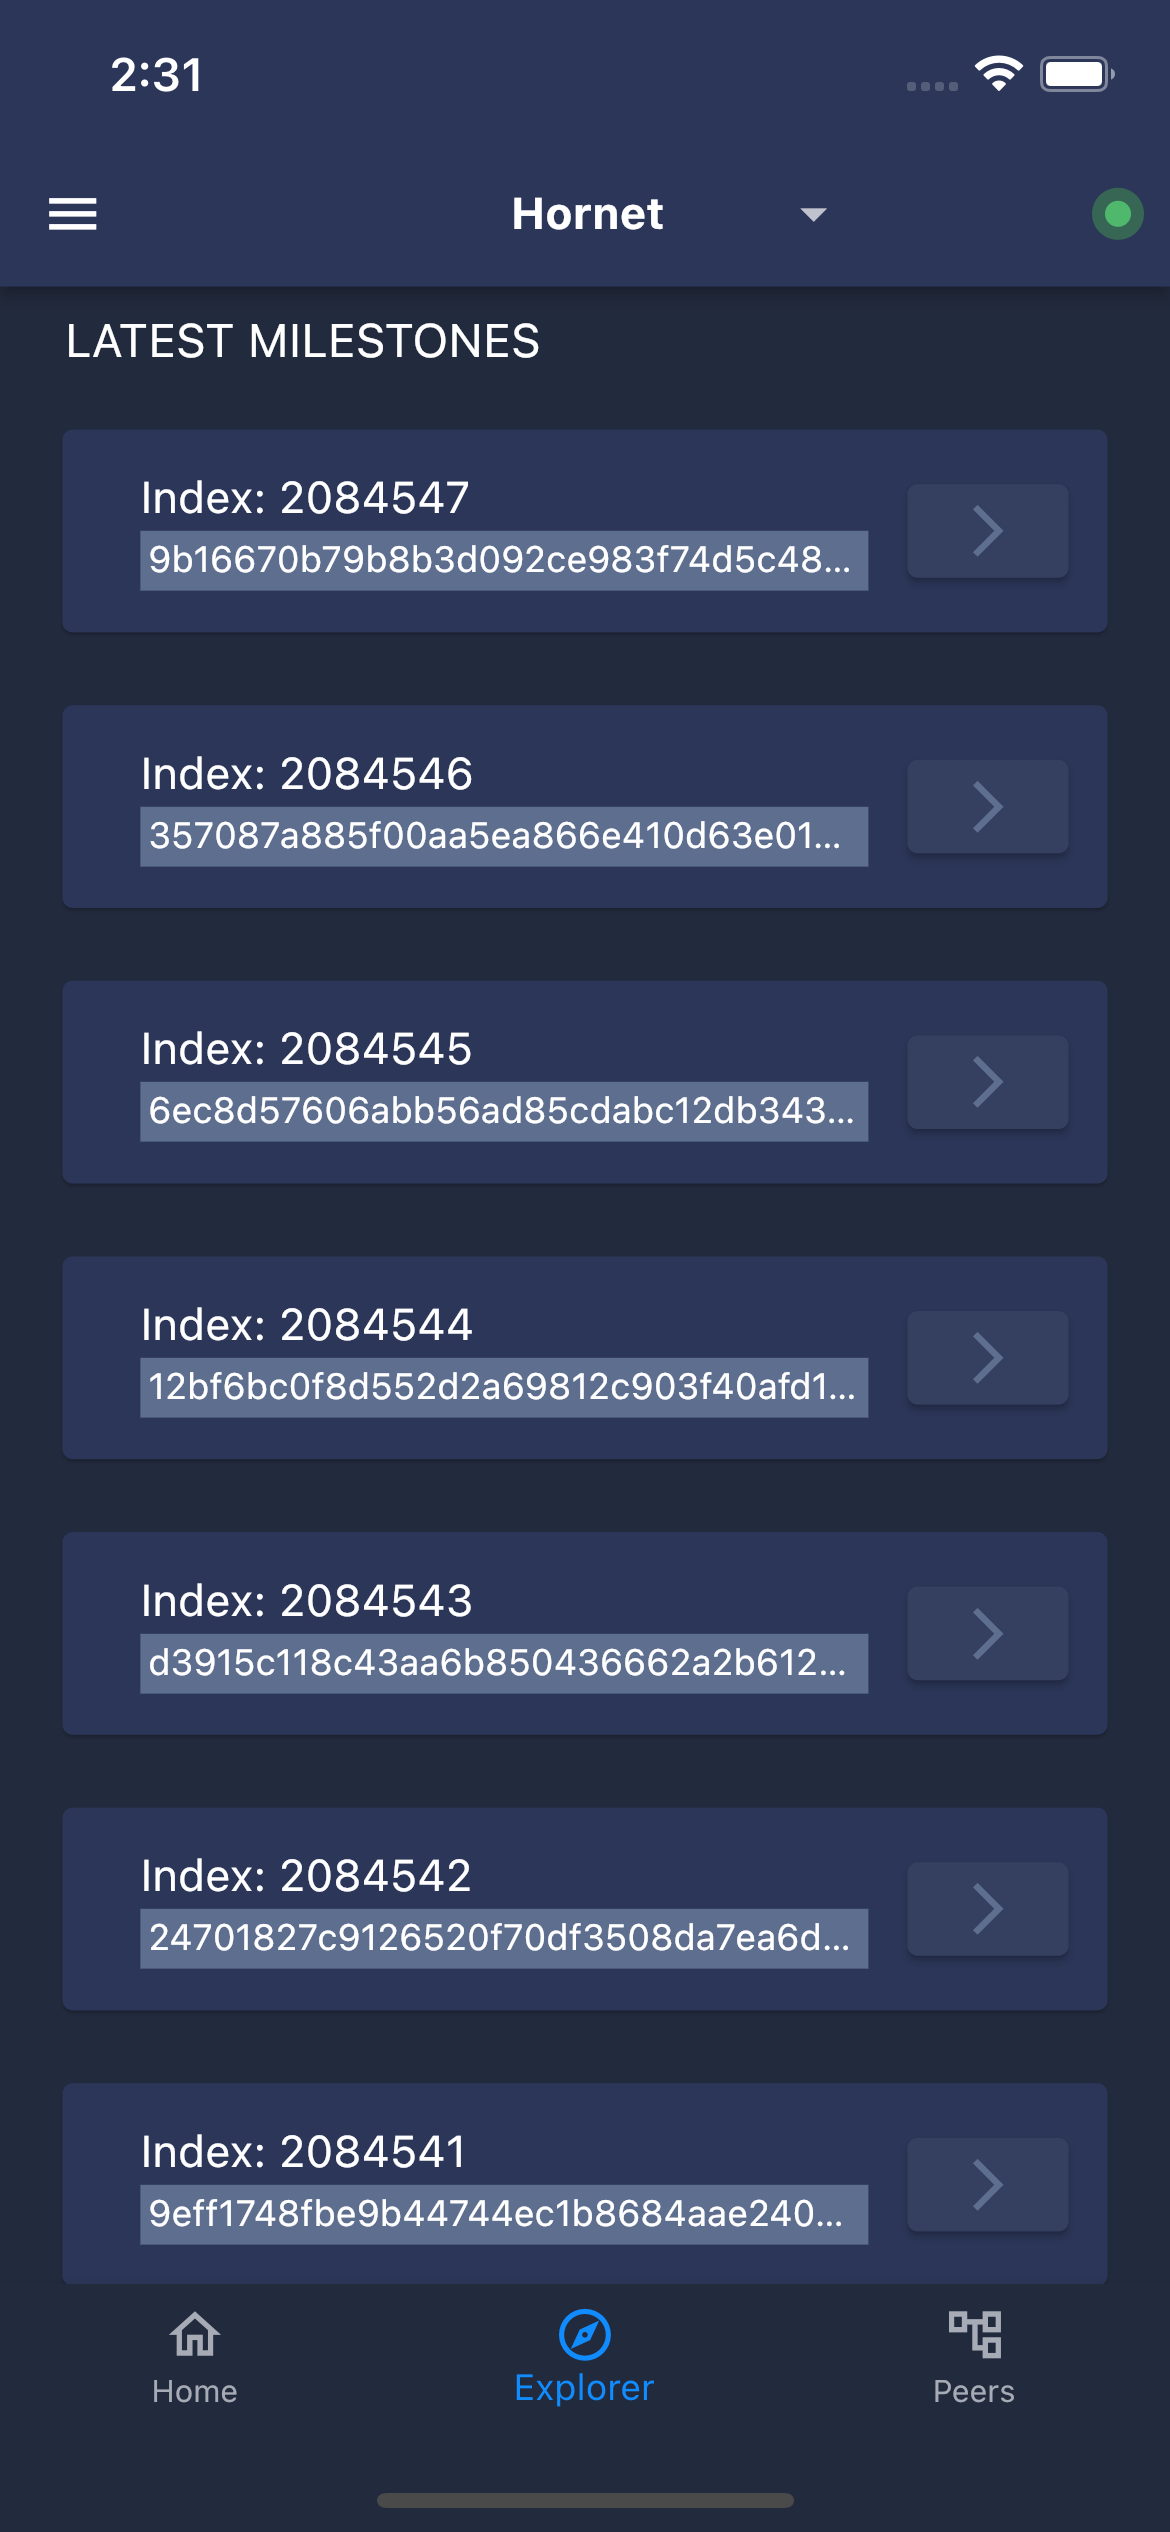 2:31
Hornet
LATEST MILESTONES
Index: 2084547
9b16670b79b8b3d092ce983f74d5c48...
Index: 2084546
357087a885f00aa5ea866e410d63e01...
Index: 2084545
6ec8d57606abb56ad85cdabc12db343...
Index: 2084544
12bf6bc0f8d552d2a69812c903f40afd1...
Index: 2084543
d3915c118c43aa6b850436662a2b612...
Index: 2084542
24701827c9126520f70df3508da7ea6d...
Index: 2084541
9eff1748fbe9b44744ec1b8684aae240...
Home
Explorer
Peers